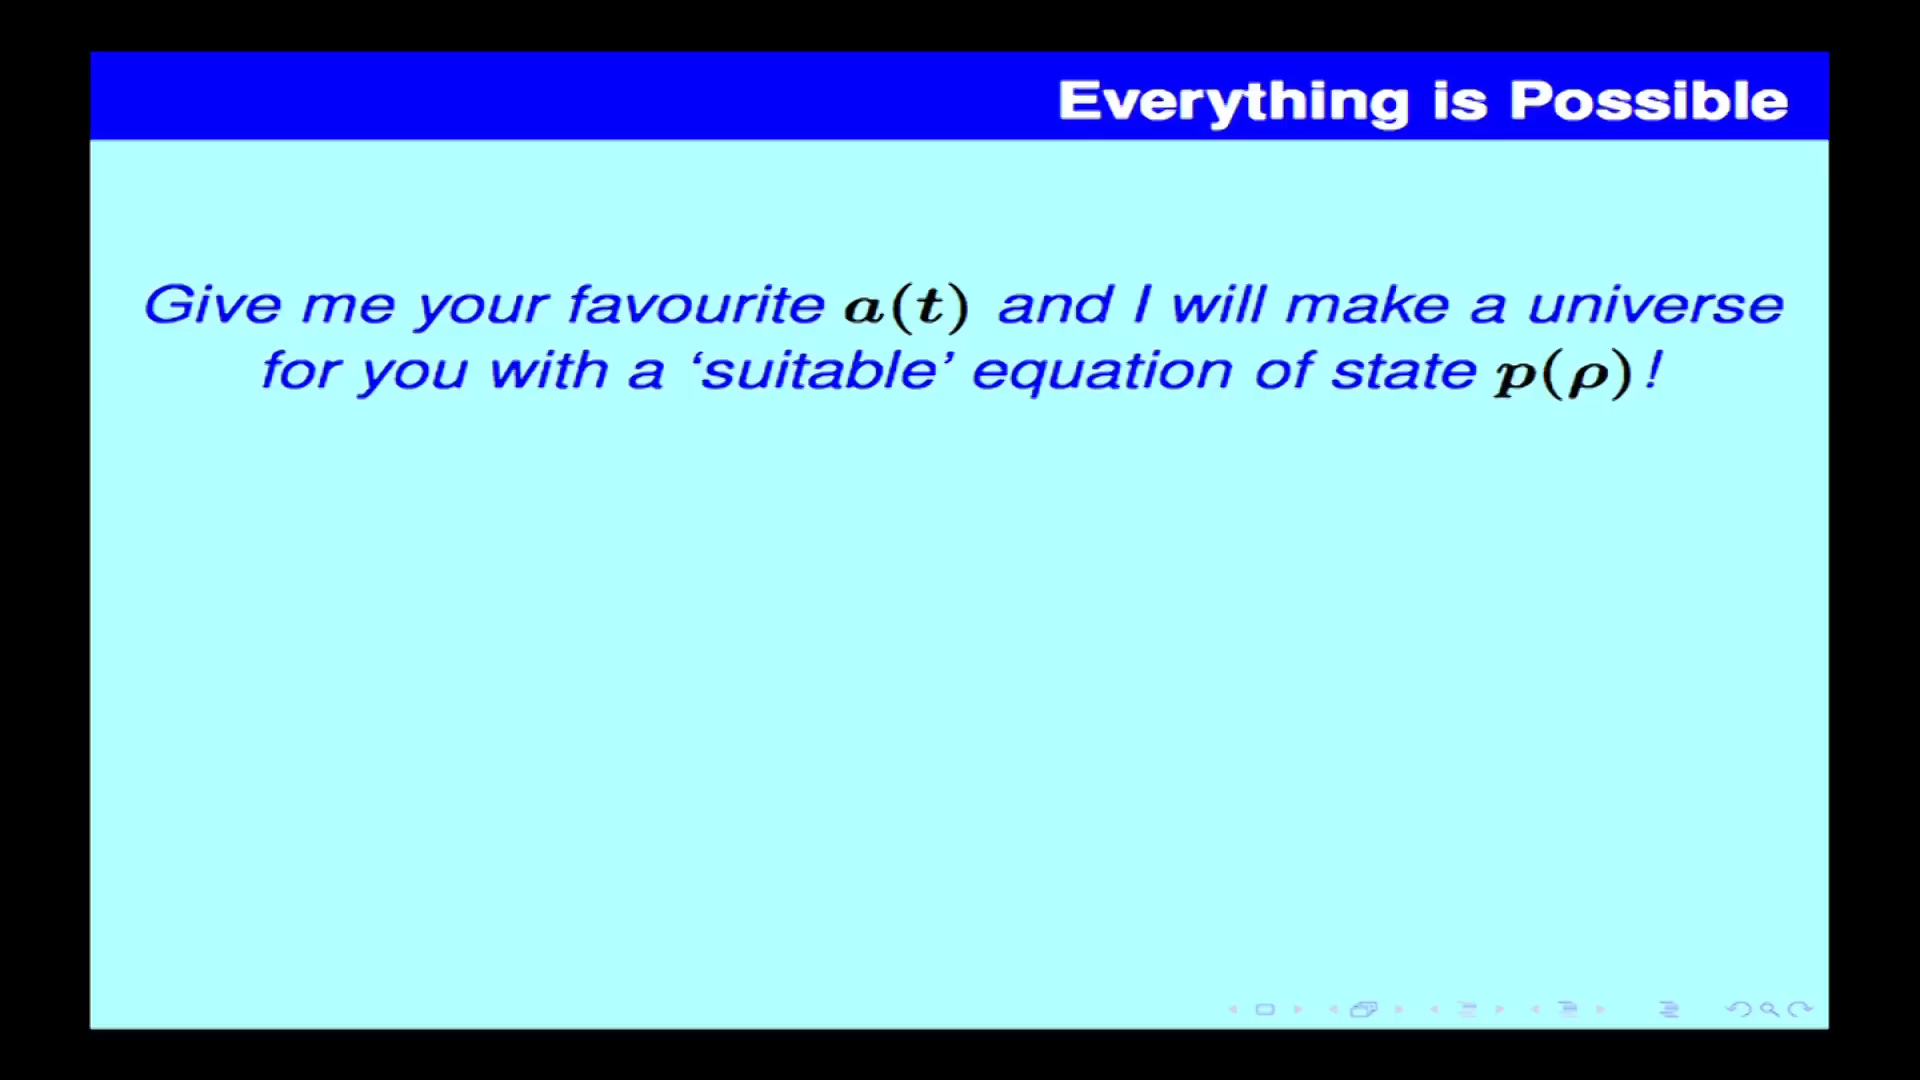 Everything is Possible
Give me your favourite a(t) and I will make a universe
for you with a ‘suitable’ equation of state p(ρ)!